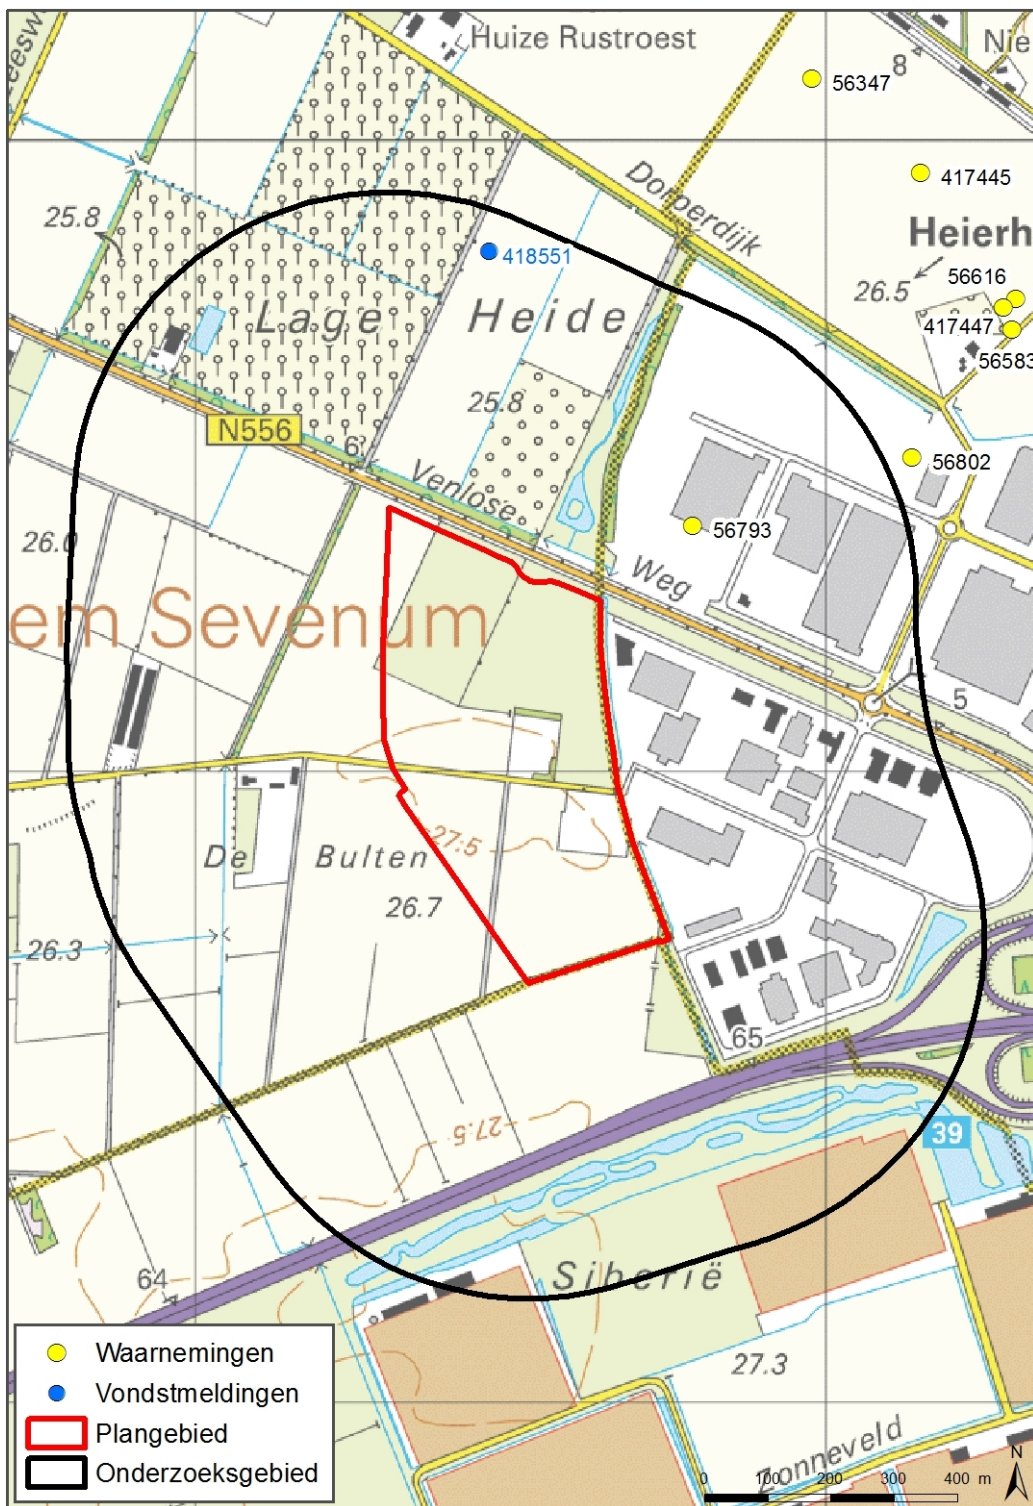 Huize Rustroest
8
Nie
56347
417445
Dorperdijk
25.8
Heierh
418551
26.5
56616
Lage Heide
417447
56583
25.8
N556
6
Venlose
56802
56793
26.0
Weg
em Sevenum
5
27.5
De Bulten
26.7
26.3
65
27.5
39
64
Siberië
Waarnemingen
27.3
Vondstmeldingen
Plangebied
Zonneveld
N
Onderzoeksgebied
0 100 200 300 400 m